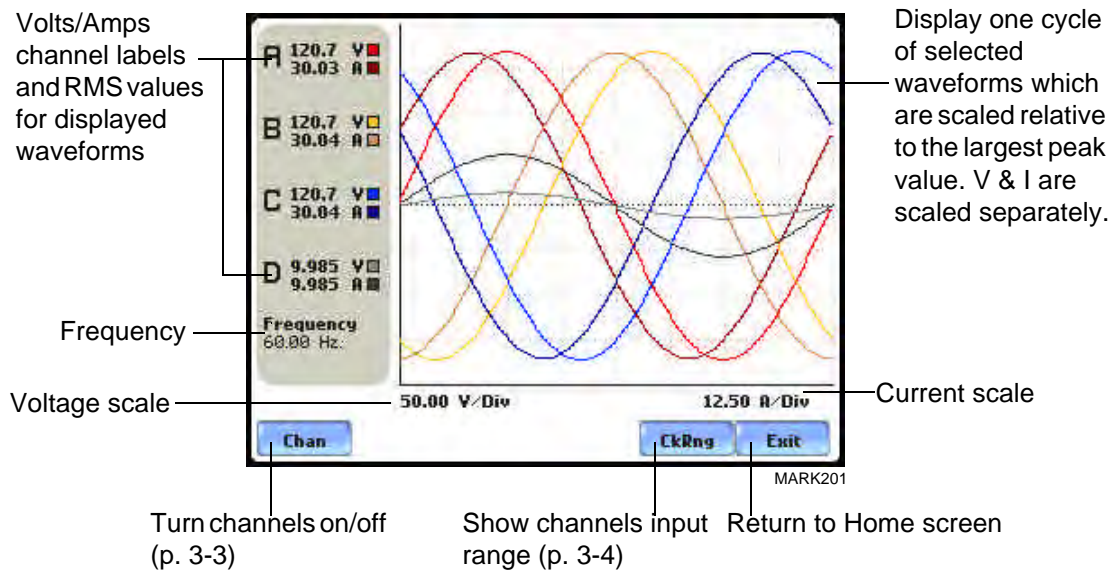 Volts/Amps
channel labels
and RMS values
for displayed
waveforms
A 120.7 V
30.03 A
B 120.7 V
30.04 A
C 120.7 V
30.04 A
D 9.985 V
9.985 A
Frequency
60.00 Hz.
Display one cycle
of selected
waveforms which
are scaled relative
to the largest peak
value. V & I are
scaled separately.
Frequency
Voltage scale
50.00 V/Div
12.50 A/Div
Current scale
Chan
CkRng
Exit
MARK201
Turn channels on/off
(p. 3-3)
Show channels input
range (p. 3-4)
Return to Home screen